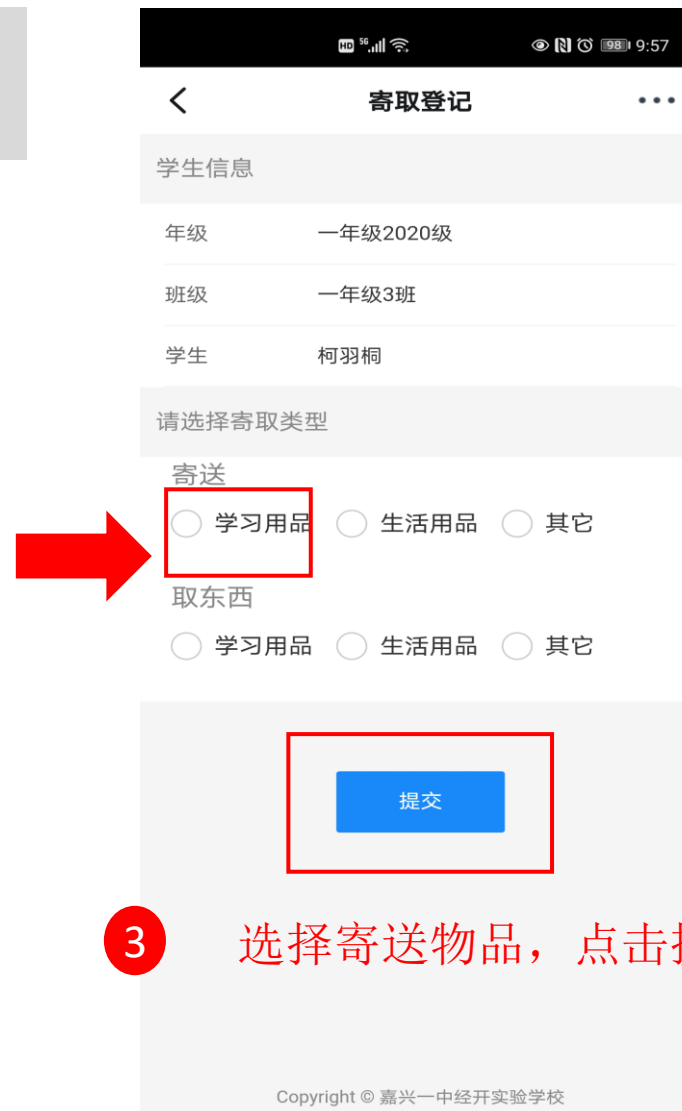 HD 5G 98 9:57
寄取登记
学生信息
年级 一年级2020级
班级 一年级3班
学生 柯羽桐
请选择寄取类型
寄送
学习用品 生活用品 其它
取东西
学习用品 生活用品 其它
提交
3 选择寄送物品，点击
Copyright © 嘉兴一中经开实验学校